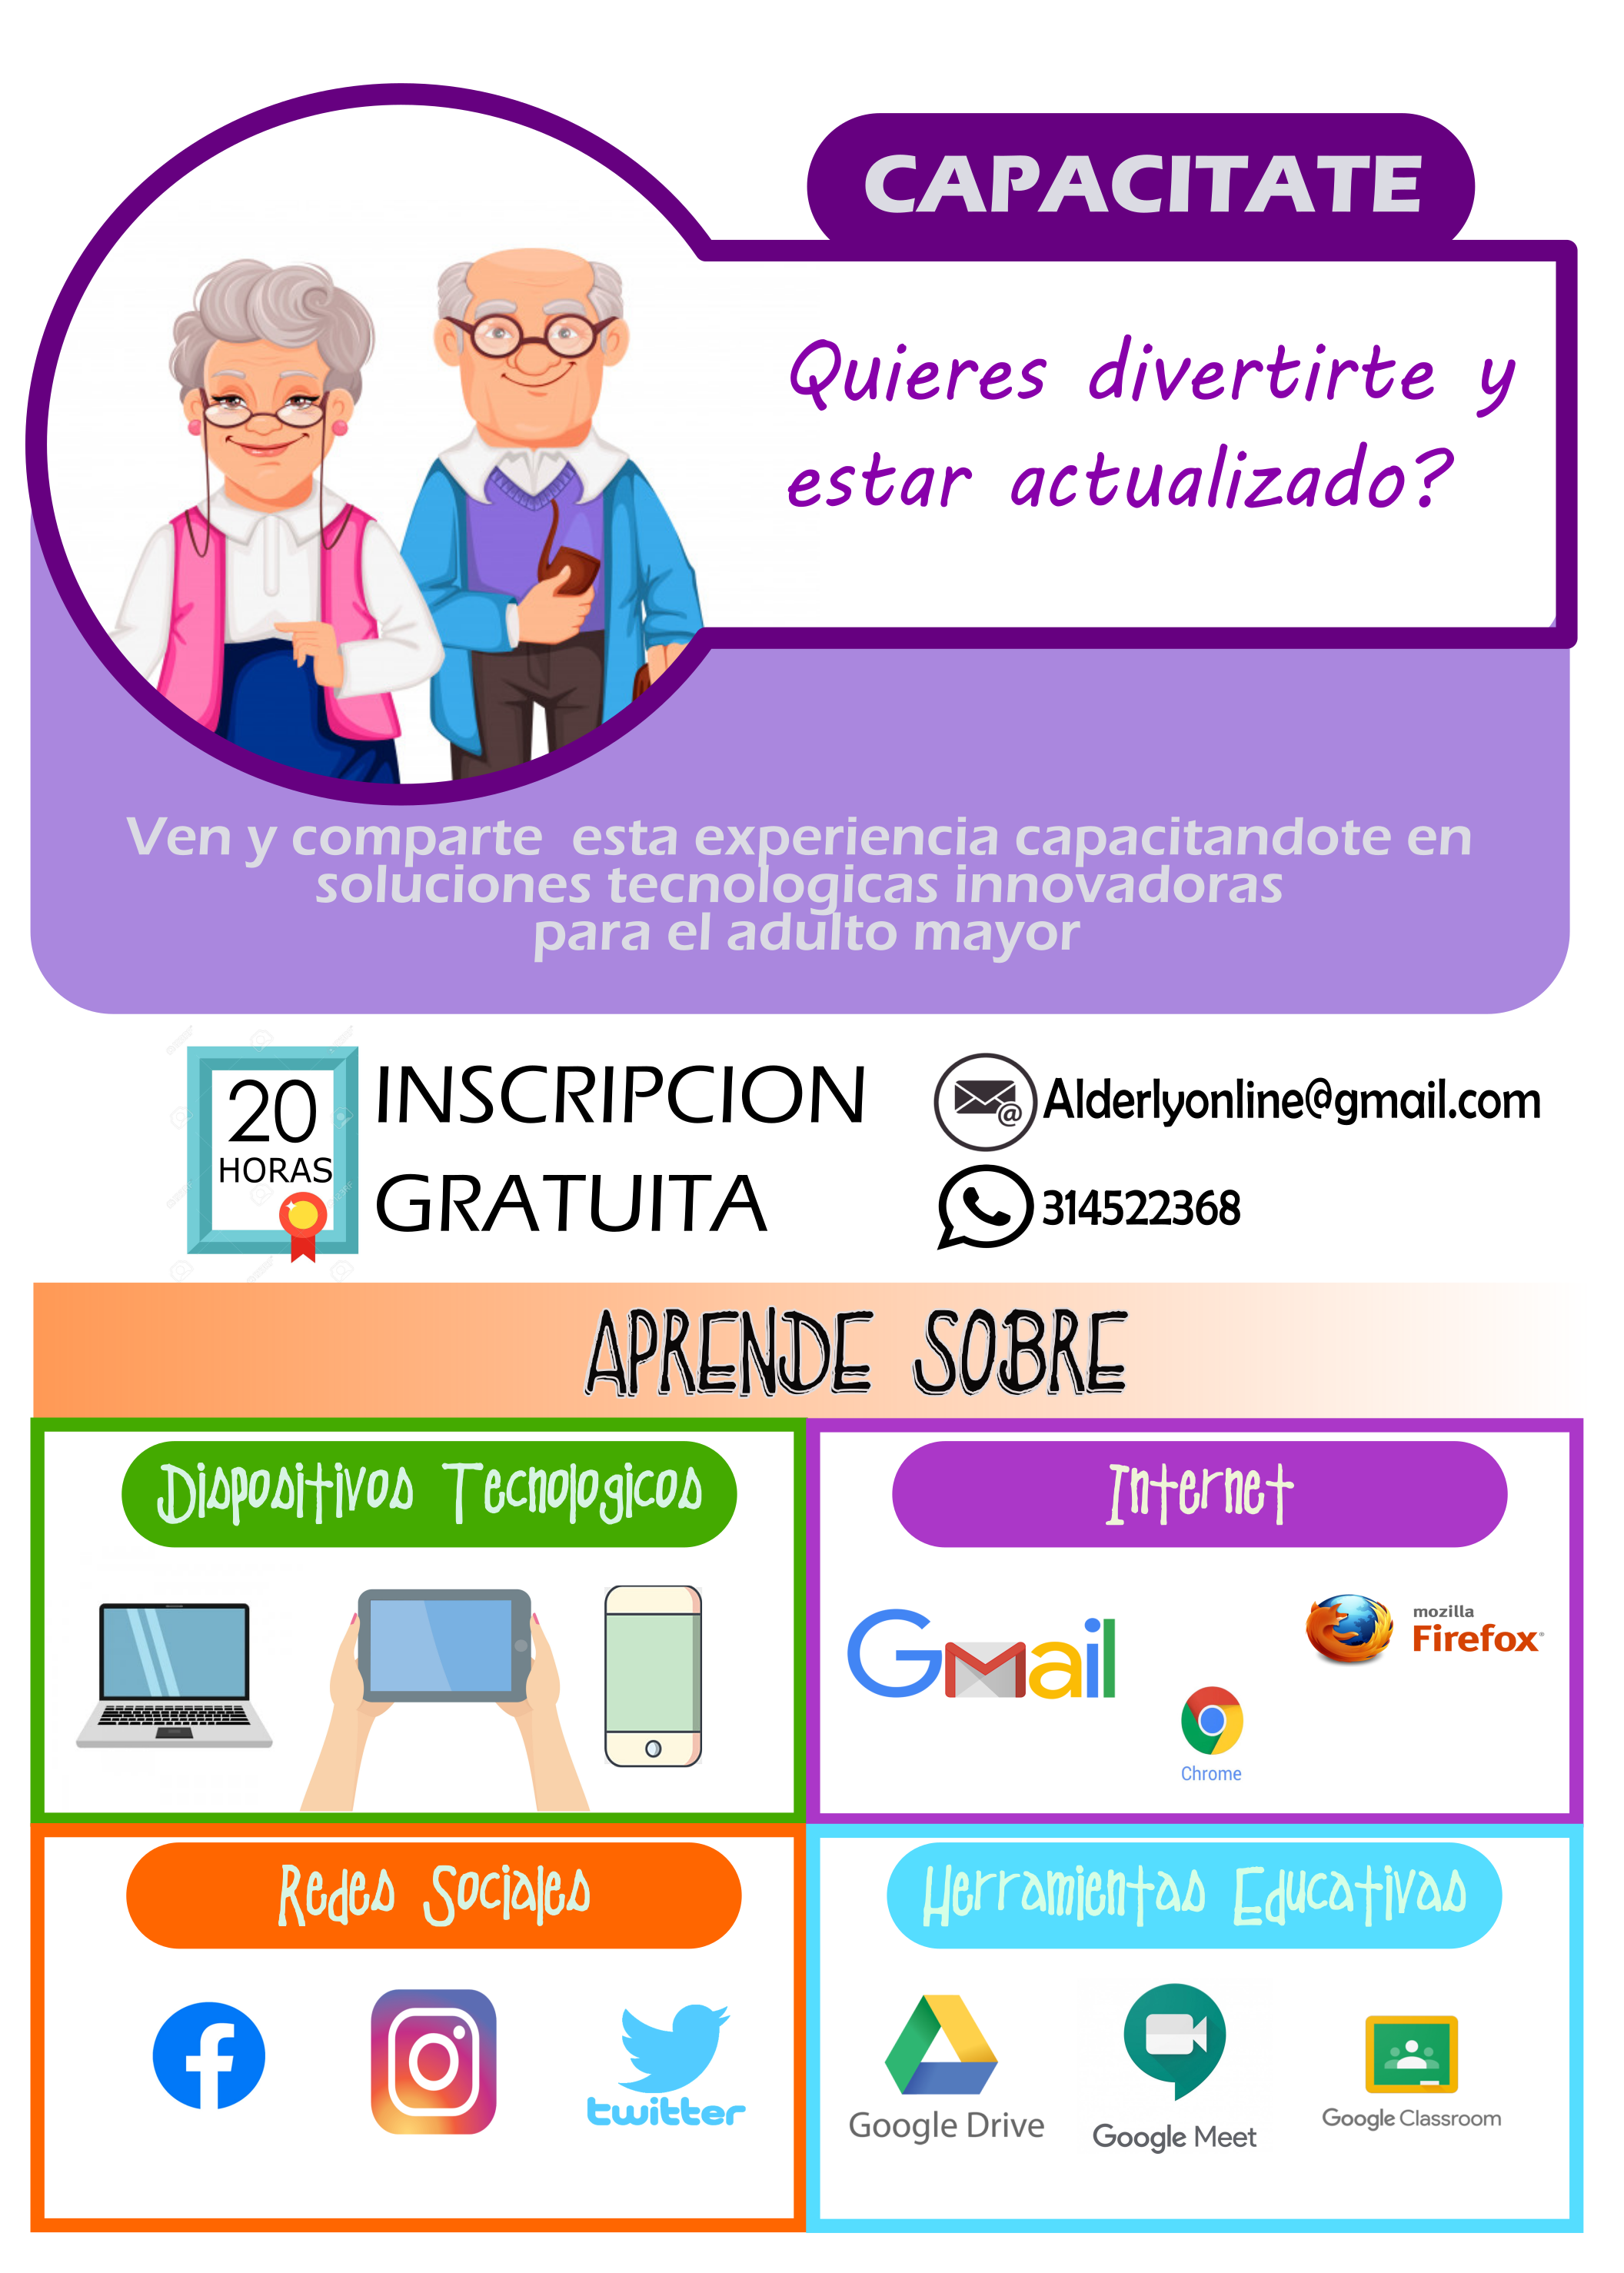 CAPACITATE
Quieres divertirte y
estar actualizado?
Ven y comparte esta experiencia capacitandote en
soluciones tecnologicas innovadoras
para el adulto mayor
20
HORAS
INSCRIPCION
GRATUITA
@
Alderlyonline@gmail.com
314522368
APRENDE SOBRE
Dispositivos Tecnologicos
Internet
Gmail
mozilla
Firefox
Chrome
Redes Sociales
Herramientas Educativas
twitter
Google Drive
Google Meet
Google Classroom